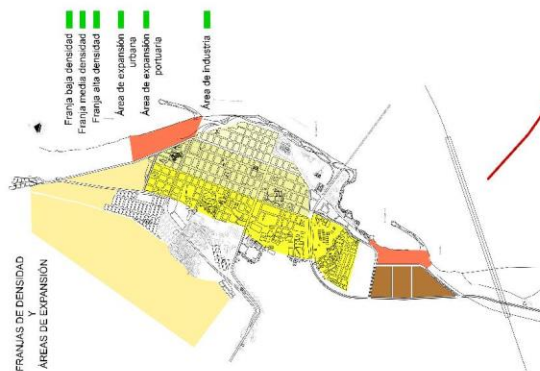 FRANJAS DE DENSIDAD
Y
ÁREAS DE EXPANSIÓN
Franja baja densidad
Franja media densidad
Franja alta densidad
Área de expansión
urbana
Área de expansión
portuaria
Área de industria